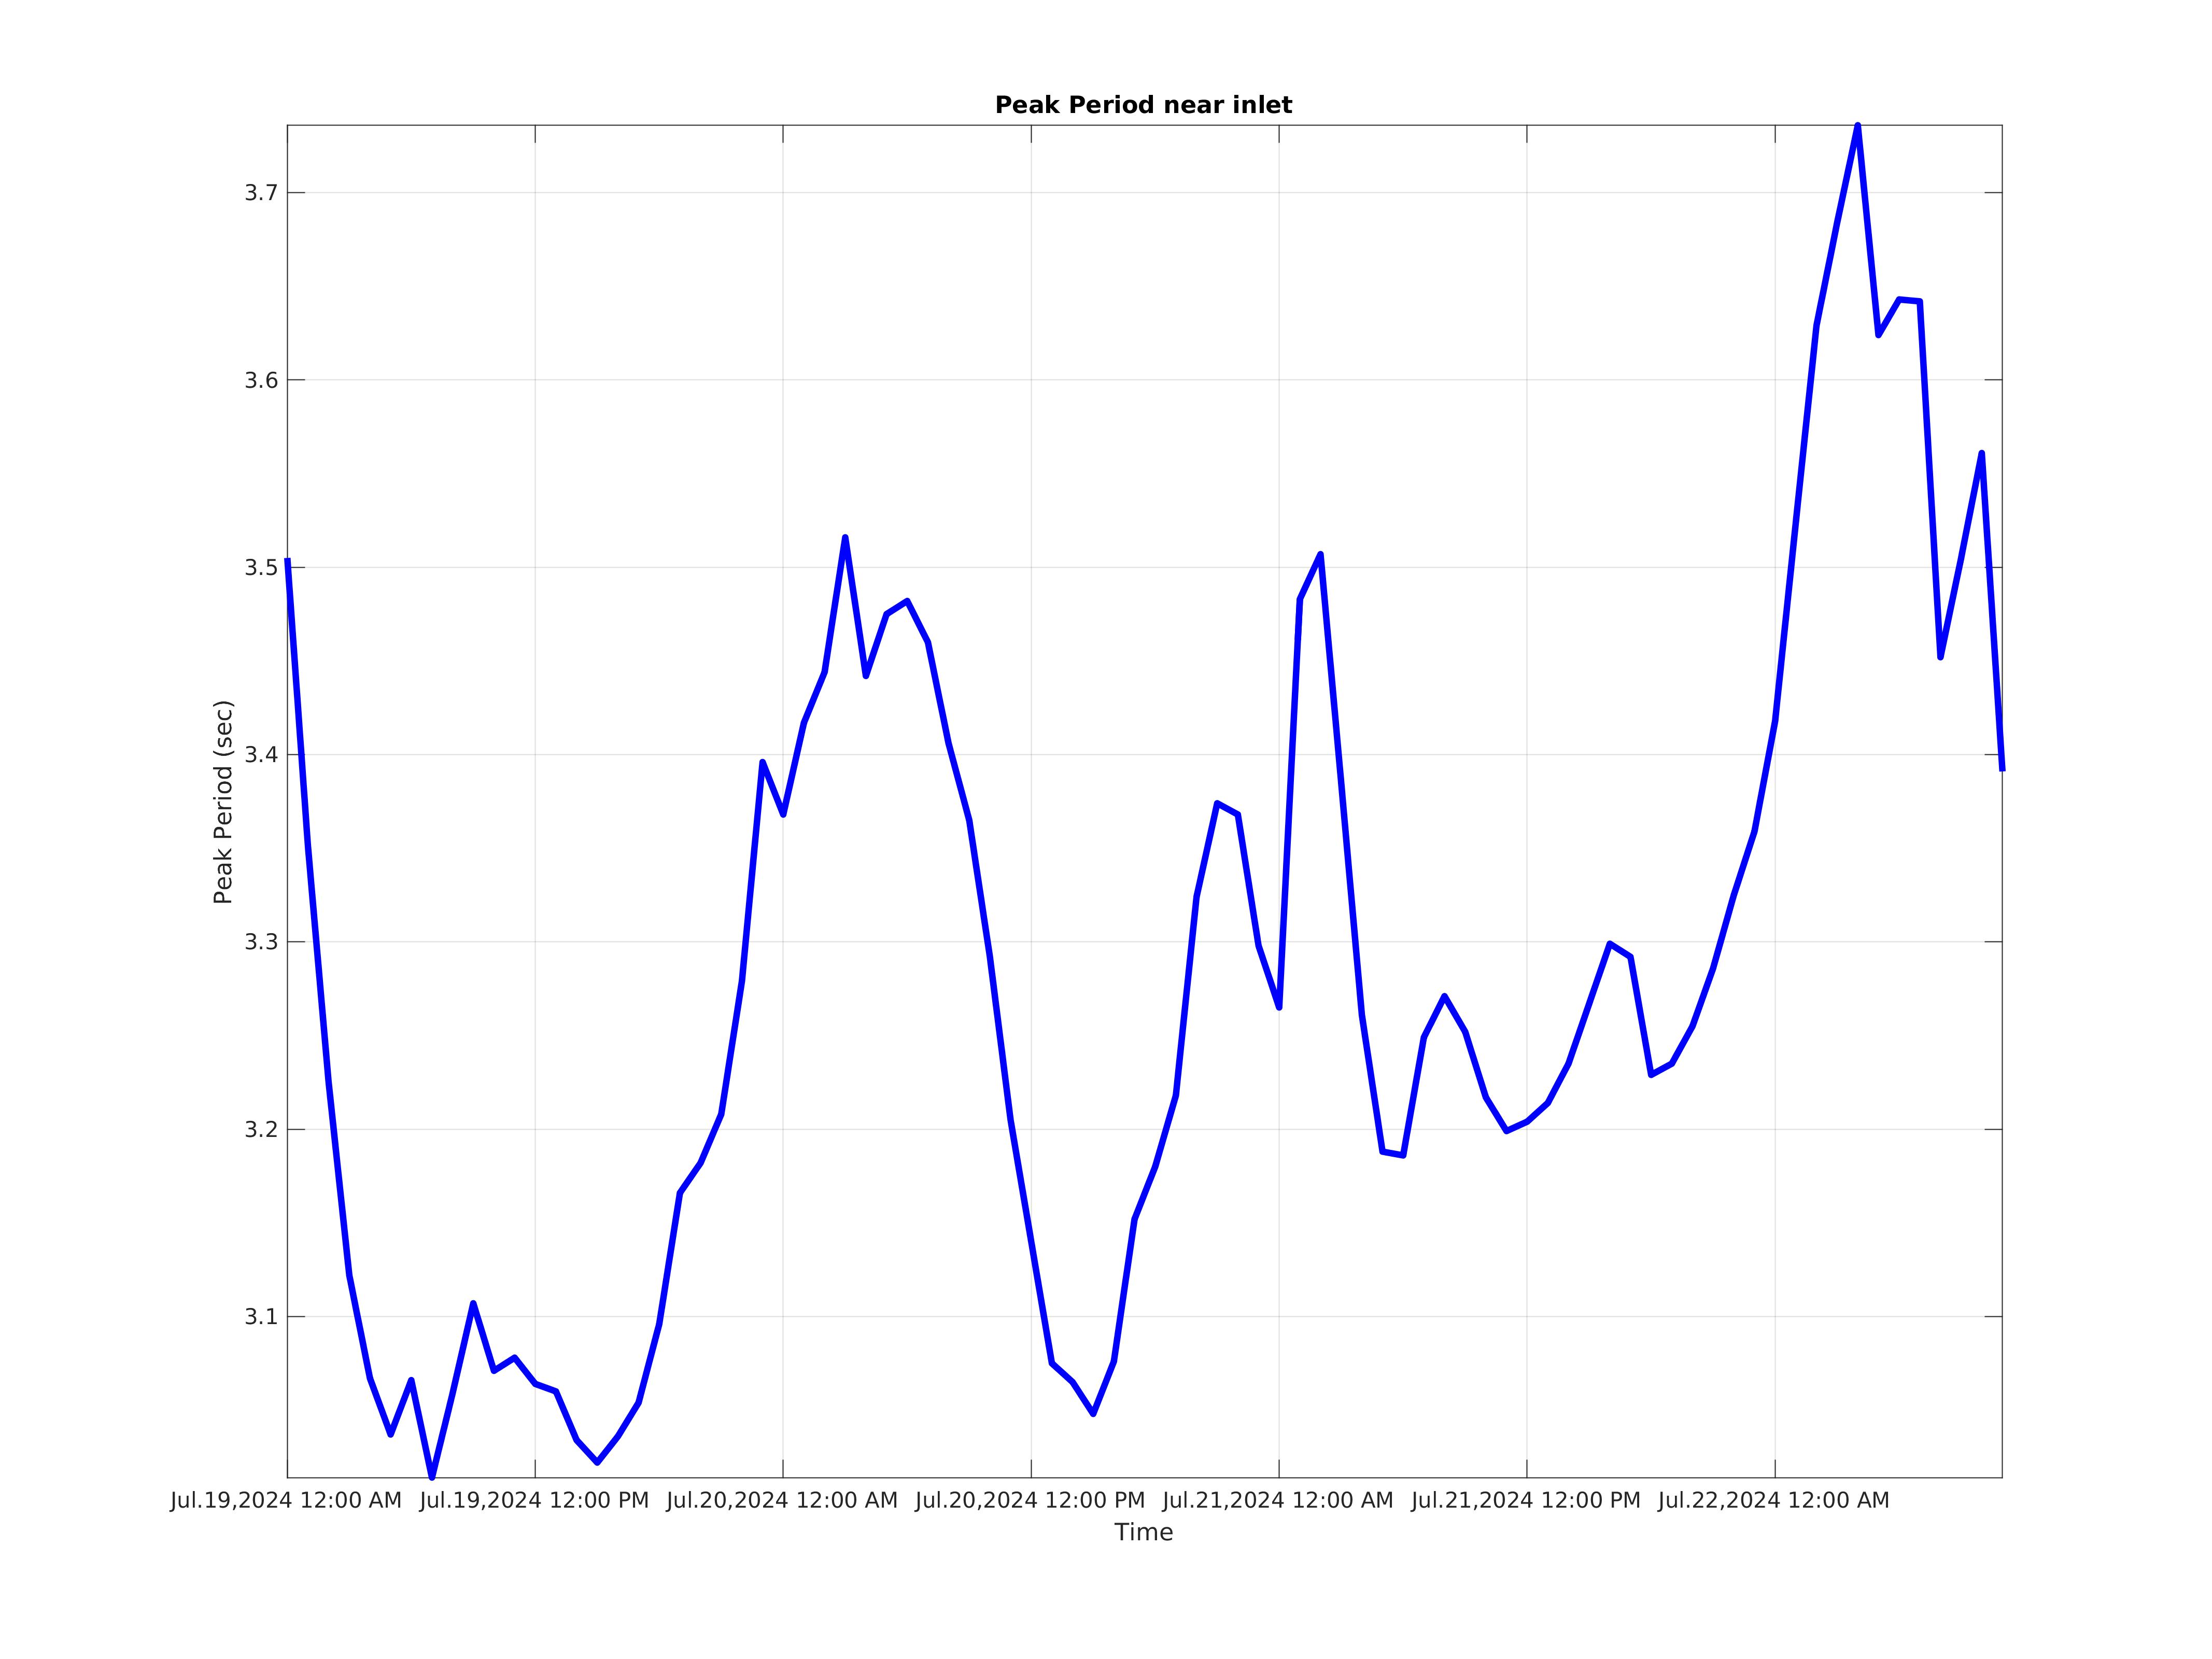 Peak Period near inlet
3.7
3.6
3.5
3.4
3.3
3.2
3.1
Peak Period (sec)
Jul.19,2024 12:00 AM Jul.19,2024 12:00 PM Jul.20,2024 12:00 AM Jul.20,2024 12:00 PM Jul.21,2024 12:00 AM Jul.21,2024 12:00 PM Jul.22,2024 12:00 AM
Time